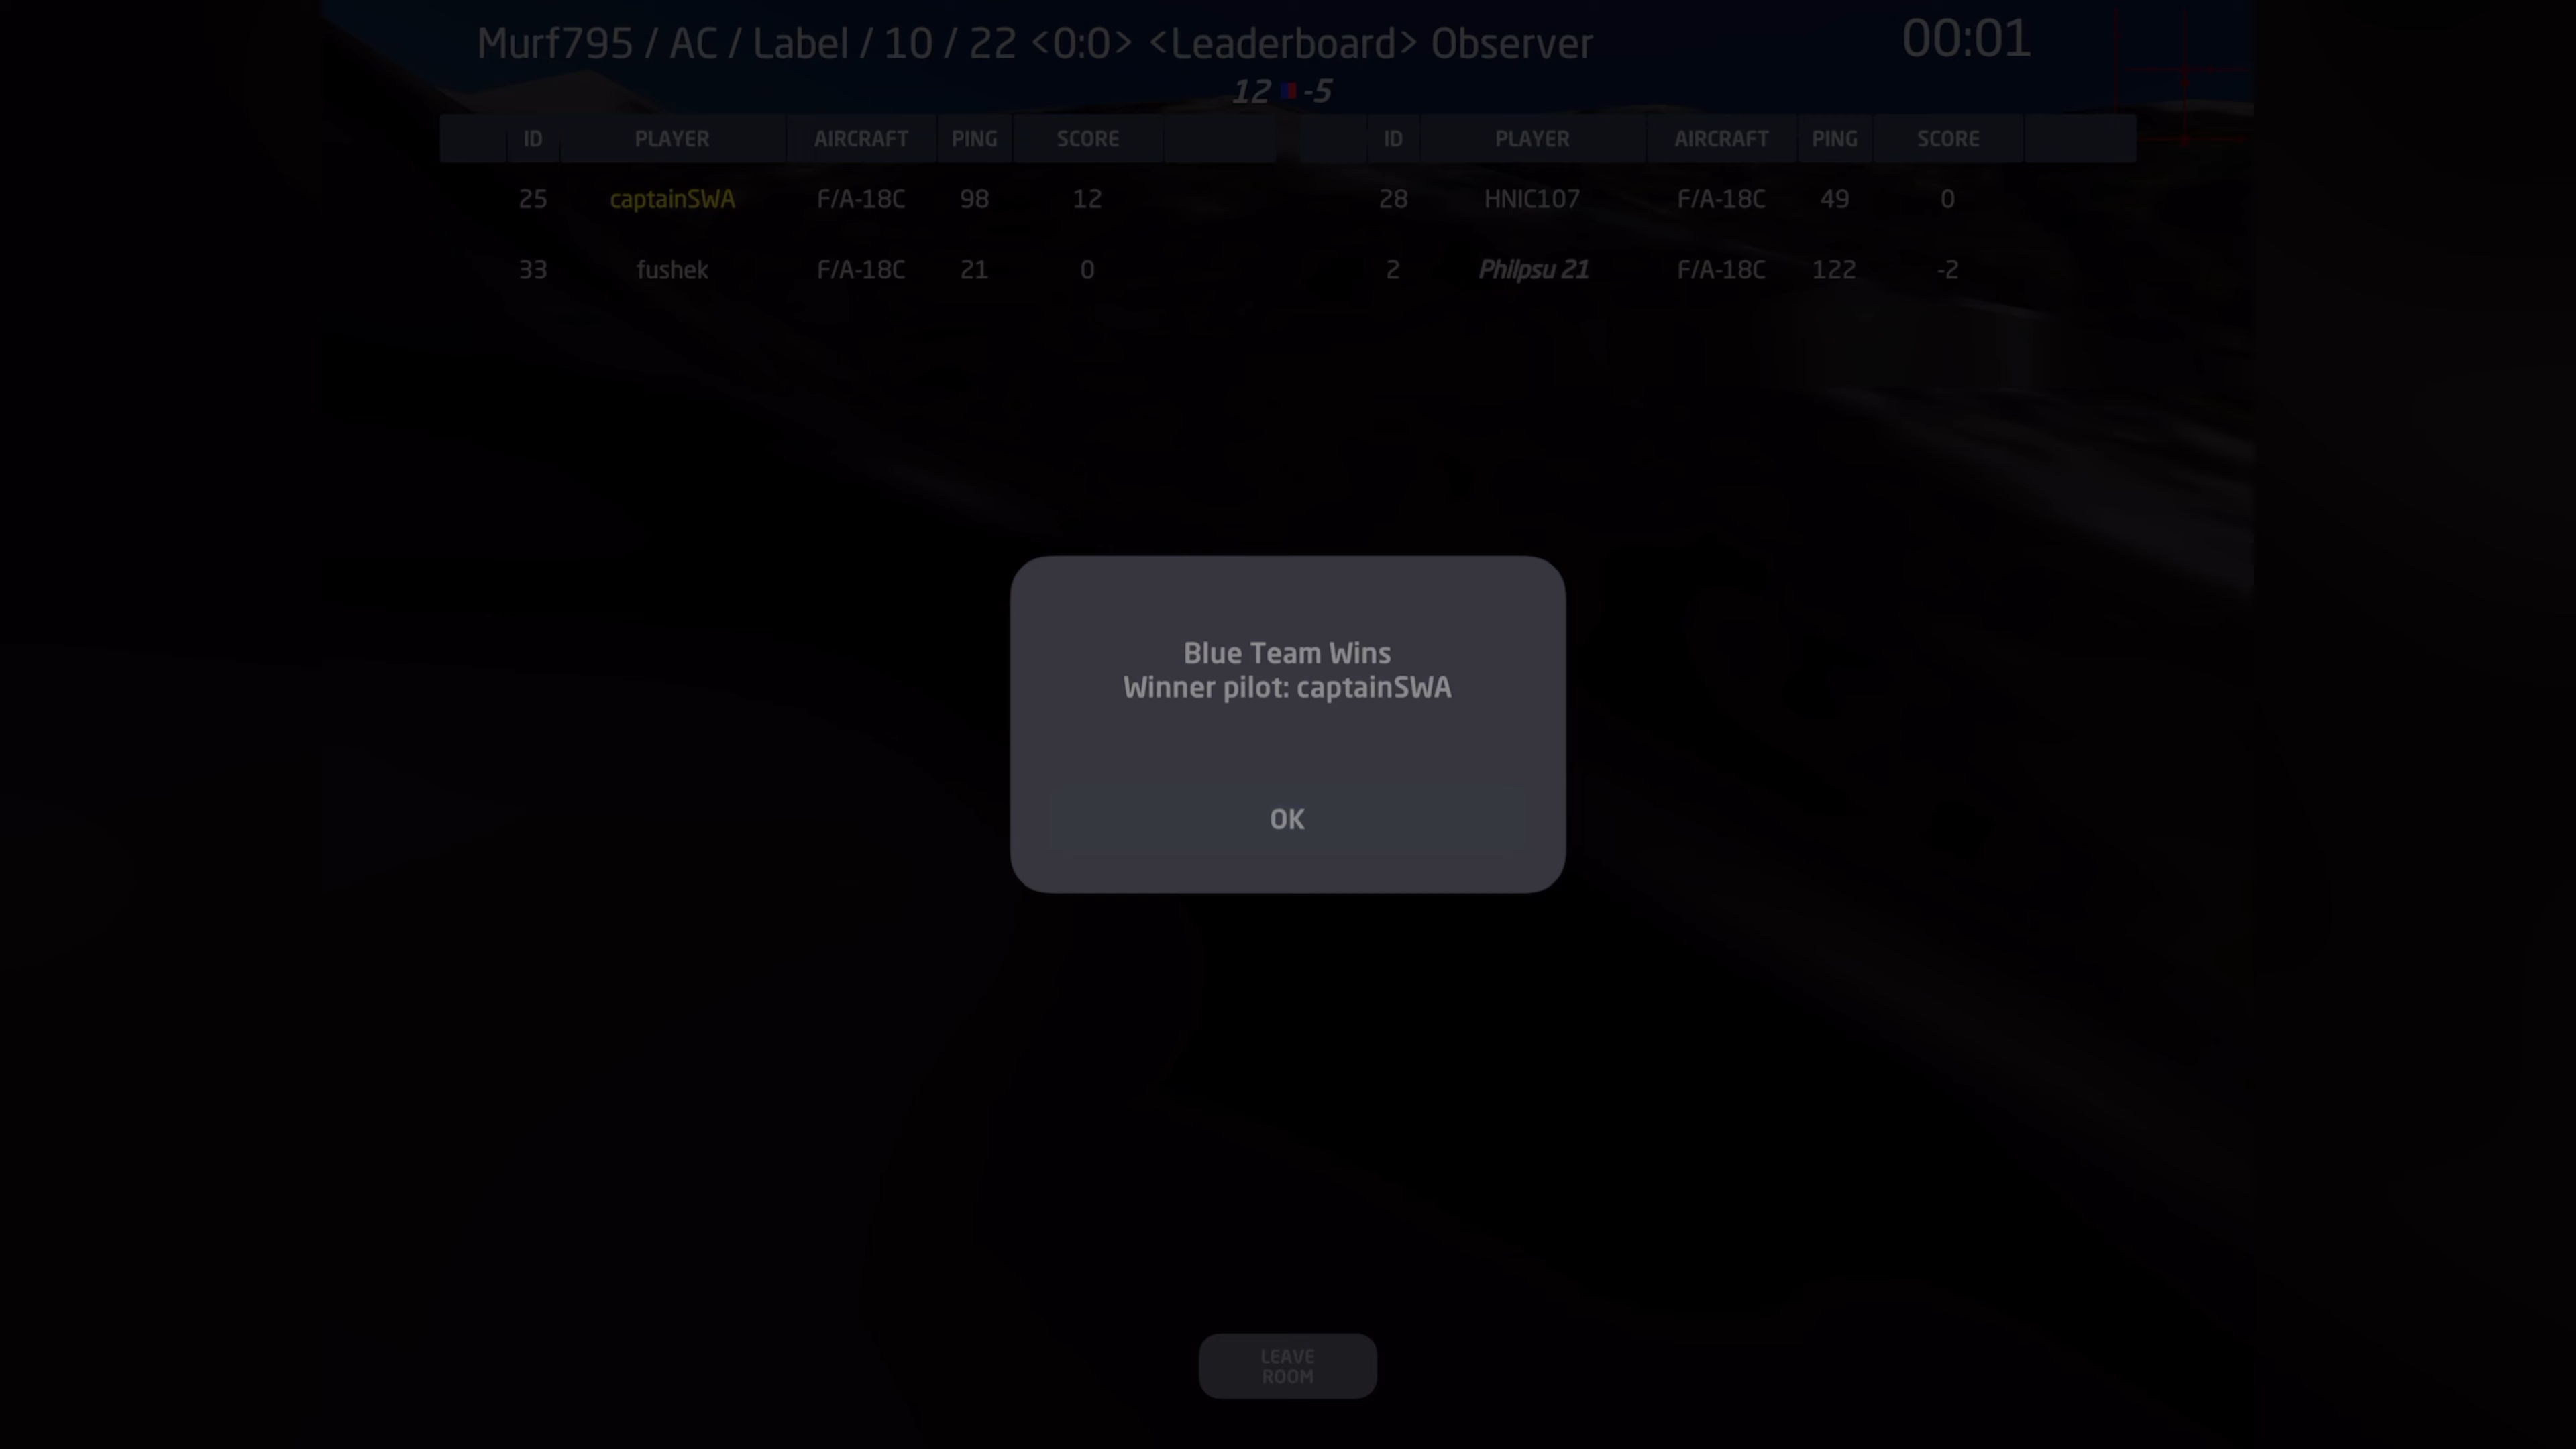 Murf795 / AC / Label / 10 / 22 <0:0> <Leaderboard> Observer
00:01
12 -5
ID PLAYER AIRCRAFT PING SCORE ID PLAYER AIRCRAFT PING SCORE
25 captainSWA F/A-18C 98 12 28 HNIC107 F/A-18C 49 0
33 fushek F/A-18C 21 0 2 Philpsu 21 F/A-18C 122 -2
Blue Team Wins
Winner pilot: captainSWA
OK
LEAVE
ROOM